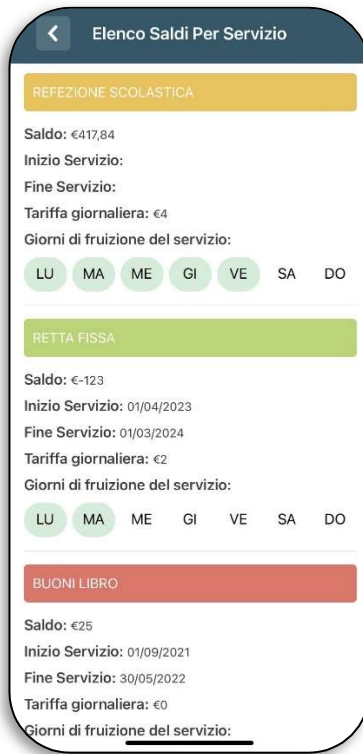 Elenco Saldi Per Servizio
REFEZIONE SCOLASTICA
Saldo: €417,84
Inizio Servizio:
Fine Servizio:
Tariffa giornaliera: €4
Giorni di fruizione del servizio:
LU MA ME GI VE SA DO
RETTA FISSA
Saldo: €-123
Inizio Servizio: 01/04/2023
Fine Servizio: 01/03/2024
Tariffa giornaliera: €2
Giorni di fruizione del servizio:
LU MA ME GI VE SA DO
BUONI LIBRO
Saldo: €25
Inizio Servizio: 01/09/2021
Fine Servizio: 30/05/2022
Tariffa giornaliera: €0
Giorni di fruizione del servizio: